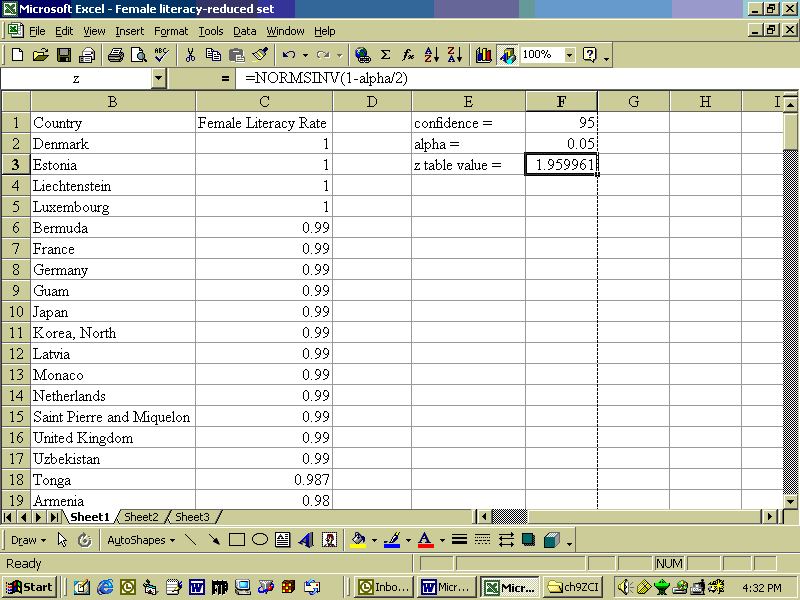 Microsoft Excel - Female literacy-reduced set
File Edit View Insert Format Tools Data Window Help
100%
z = =NORMSINV(1-alpha/2)
B C D E F G H I
1 Country Female Literacy Rate confidence = 95
2 Denmark 1 alpha = 0.05
3 Estonia 1 z table value = 1.959961
4 Liechtenstein 1
5 Luxembourg 1
6 Bermuda 0.99
7 France 0.99
8 Germany 0.99
9 Guam 0.99
10 Japan 0.99
11 Korea, North 0.99
12 Latvia 0.99
13 Monaco 0.99
14 Netherlands 0.99
15 Saint Pierre and Miquelon 0.99
16 United Kingdom 0.99
17 Uzbekistan 0.99
18 Tonga 0.987
19 Armenia 0.98
Sheet1 Sheet2 Sheet3
Draw AutoShapes
Ready NUM
Start Inbo... Micr... Micr... ch9ZCI 4:32 PM